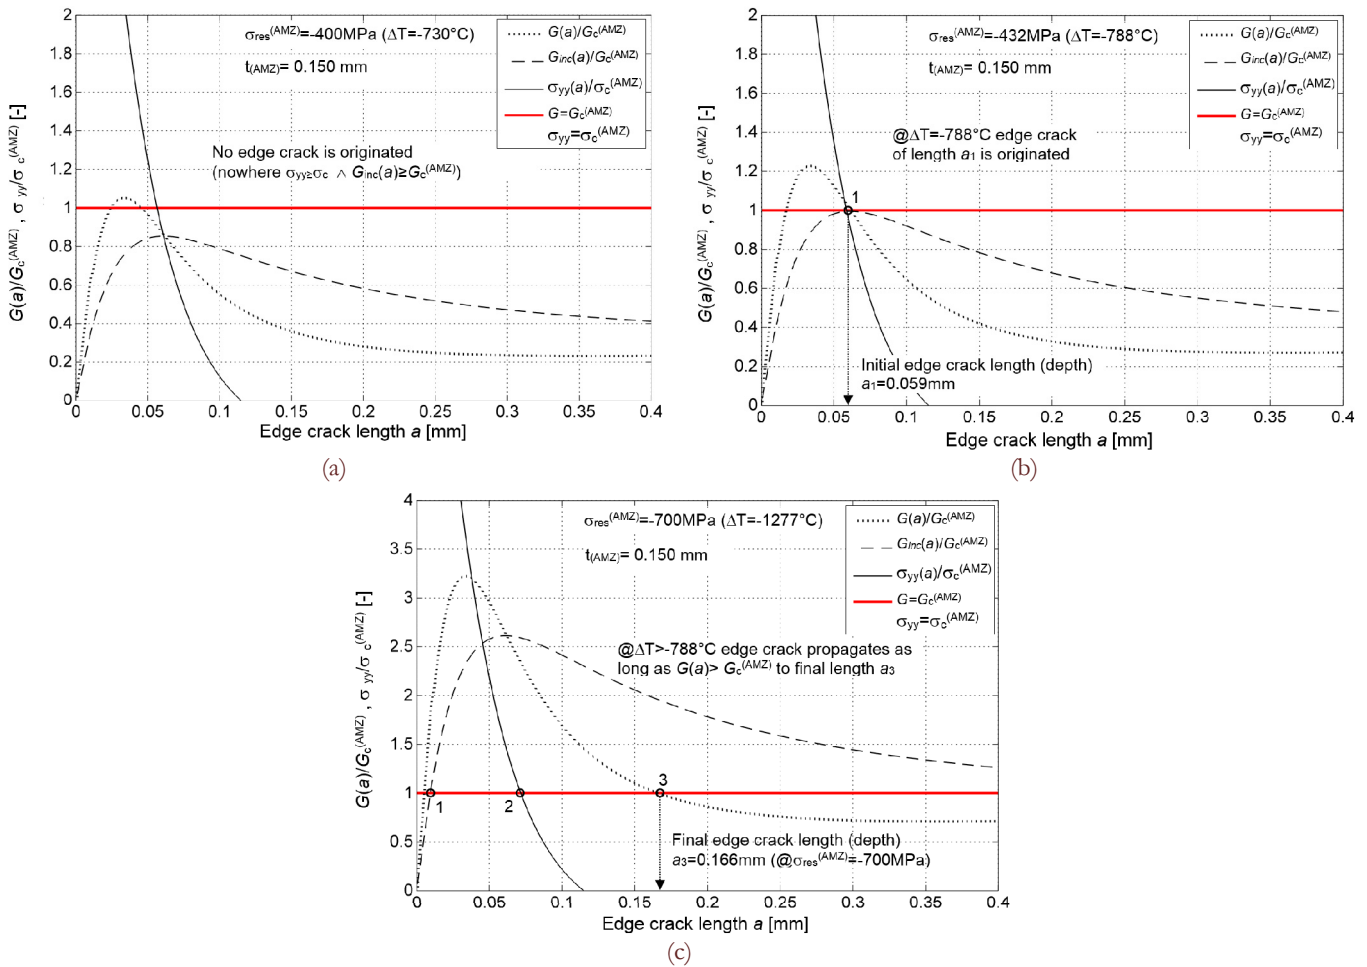 σres(AMZ)=-400MPa (ΔT=-730°C)
t(AMZ)= 0.150 mm
G(a)/Gc(AMZ)
Ginc(a)/Gc(AMZ)
σyy(a)/σc(AMZ)
G=Gc(AMZ)
σyy=σc(AMZ)
No edge crack is originated
(nowhere σyy≥σc ∧ Ginc(a)≥Gc(AMZ))
G(a)/Gc(AMZ) , σ yy/σ c(AMZ) [-]
2
1.8
1.6
1.4
1.2
1
0.8
0.6
0.4
0.2
0
0 0.05 0.1 0.15 0.2 0.25 0.3 0.35 0.4
Edge crack length a [mm]
(a)
σres(AMZ)=-432MPa (ΔT=-788°C)
t(AMZ)= 0.150 mm
G(a)/Gc(AMZ)
Ginc(a)/Gc(AMZ)
σyy(a)/σc(AMZ)
G=Gc(AMZ)
σyy=σc(AMZ)
@ΔT=-788°C edge crack
of length a1 is originated
1
Initial edge crack length (depth)
a1=0.059mm
G(a)/Gc(AMZ) , σ yy/σ c(AMZ) [-]
2
1.8
1.6
1.4
1.2
1
0.8
0.6
0.4
0.2
0
0 0.05 0.1 0.15 0.2 0.25 0.3 0.35 0.4
Edge crack length a [mm]
(b)
σres(AMZ)=-700MPa (ΔT=-1277°C)
t(AMZ)= 0.150 mm
G(a)/Gc(AMZ)
Ginc(a)/Gc(AMZ)
σyy(a)/σc(AMZ)
G=Gc(AMZ)
σyy=σc(AMZ)
@ΔT>-788°C edge crack propagates as
long as G(a)> Gc(AMZ) to final length a3
1 2 3
Final edge crack length (depth)
a3=0.166mm (@σres(AMZ)=-700MPa)
G(a)/Gc(AMZ) , σ yy/σ c(AMZ) [-]
4
3.5
3
2.5
2
1.5
1
0.5
0
0 0.05 0.1 0.15 0.2 0.25 0.3 0.35 0.4
Edge crack length a [mm]
(c)